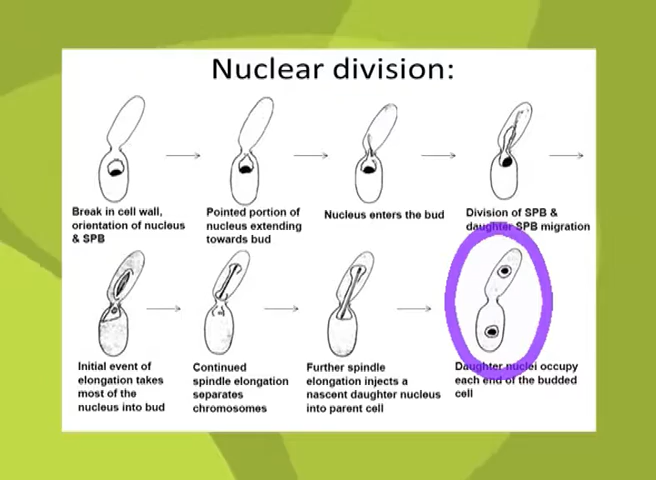 Nuclear division:
Break in cell wall,
orientation of nucleus
& SPB
Pointed portion of
nucleus extending
towards bud
Nucleus enters the bud
Division of SPB &
daughter SPB migration
Initial event of
elongation takes
most of the
nucleus into bud
Continued
spindle elongation
separates
chromosomes
Further spindle
elongation injects a
nascent daughter nucleus
into parent cell
Daughter nuclei occupy
each end of the budded
cell